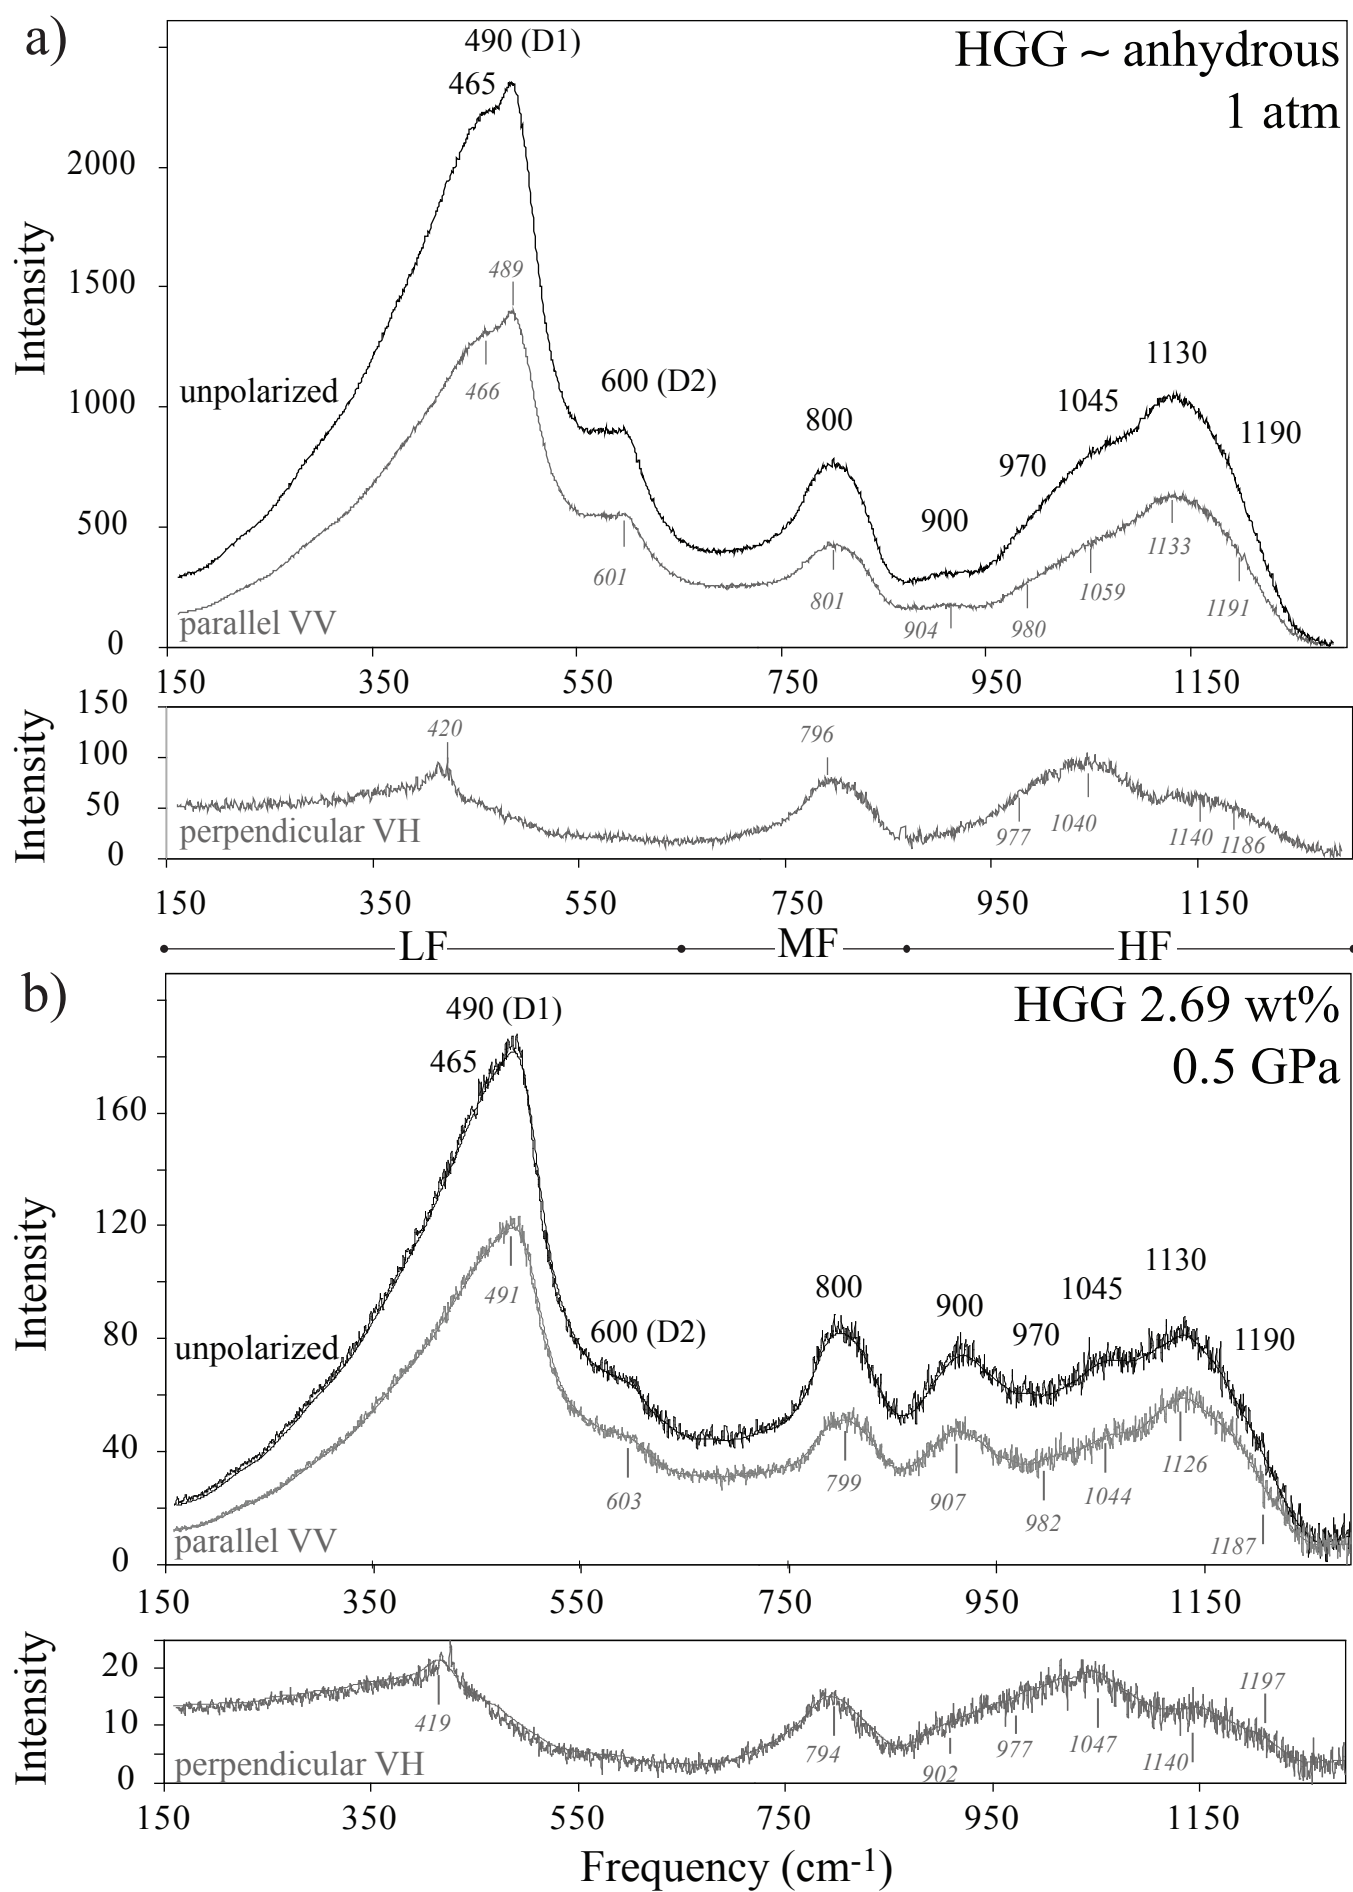 a)
490 (D1)
465
HGG ~ anhydrous
1 atm
2000
1500
1000
500
0
Intensity
489
466
unpolarized
600 (D2)
601
800
801
900
904
970
980
1045
1059
1130
1133
1190
1191
parallel VV
150 350 550 750 950 1150
150
100
50
0
Intensity
420
796
977
1040
1140
1186
perpendicular VH
150 350 550 750 950 1150
LF MF HF
b)
490 (D1)
465
HGG 2.69 wt%
0.5 GPa
160
120
80
40
0
Intensity
491
unpolarized
600 (D2)
603
800
799
900
907
970
982
1045
1044
1130
1126
1190
1187
parallel VV
150 350 550 750 950 1150
20
10
0
Intensity
419
794
902
977
1047
1140
1197
perpendicular VH
150 350 550 750 950 1150
Frequency (cm-1)